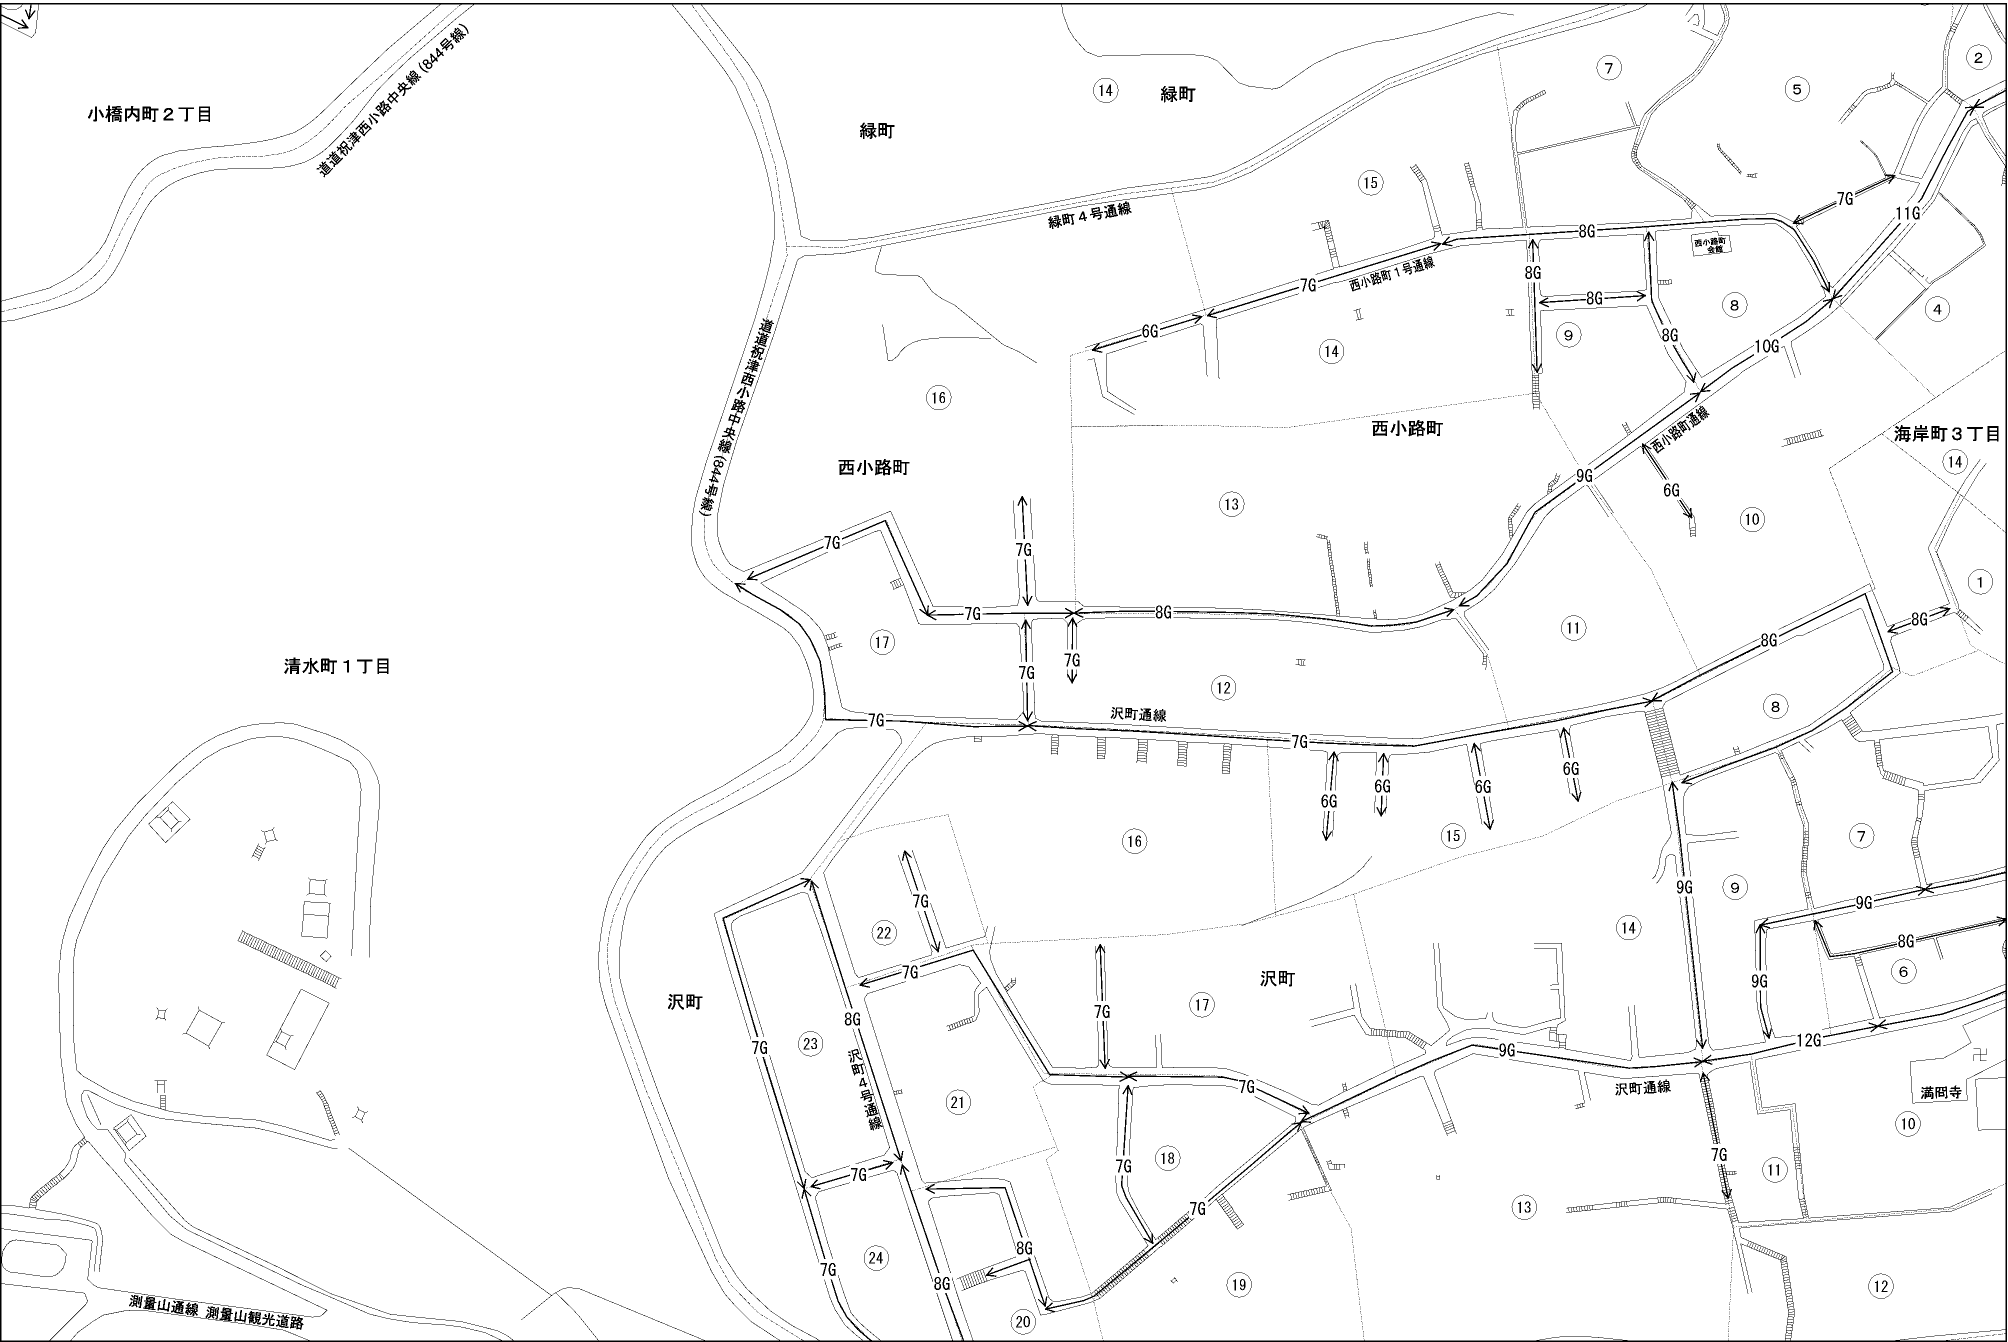 小橋内町２丁目
道道祝津西小路中央線(844号線)
緑町
14
緑町
7
5
2
15
緑町４号通線
7G
11G
8G
西小路町
会館
8G
7G
西小路町１号通線
8G
8
4
6G
14
9
8G
10G
道道祝津西小路中央線(844号線)
16
西小路町
西小路町通線
海岸町３丁目
14
西小路町
13
9G
6G
10
7G
7G
1
17
7G
8G
11
8G
8G
清水町１丁目
7G
7G
12
沢町通線
8
7G
7G
6G
6G
6G
6G
16
15
7
22
7G
9G
9
9G
14
8G
6
7G
沢町
沢町
17
9G
7G
23
8G
7G
沢町４号通線
9G
12G
7G
沢町通線
満冏寺
21
10
18
7G
7G
7G
11
7G
13
8G
24
7G
8G
19
12
20
測量山通線 測量山観光道路